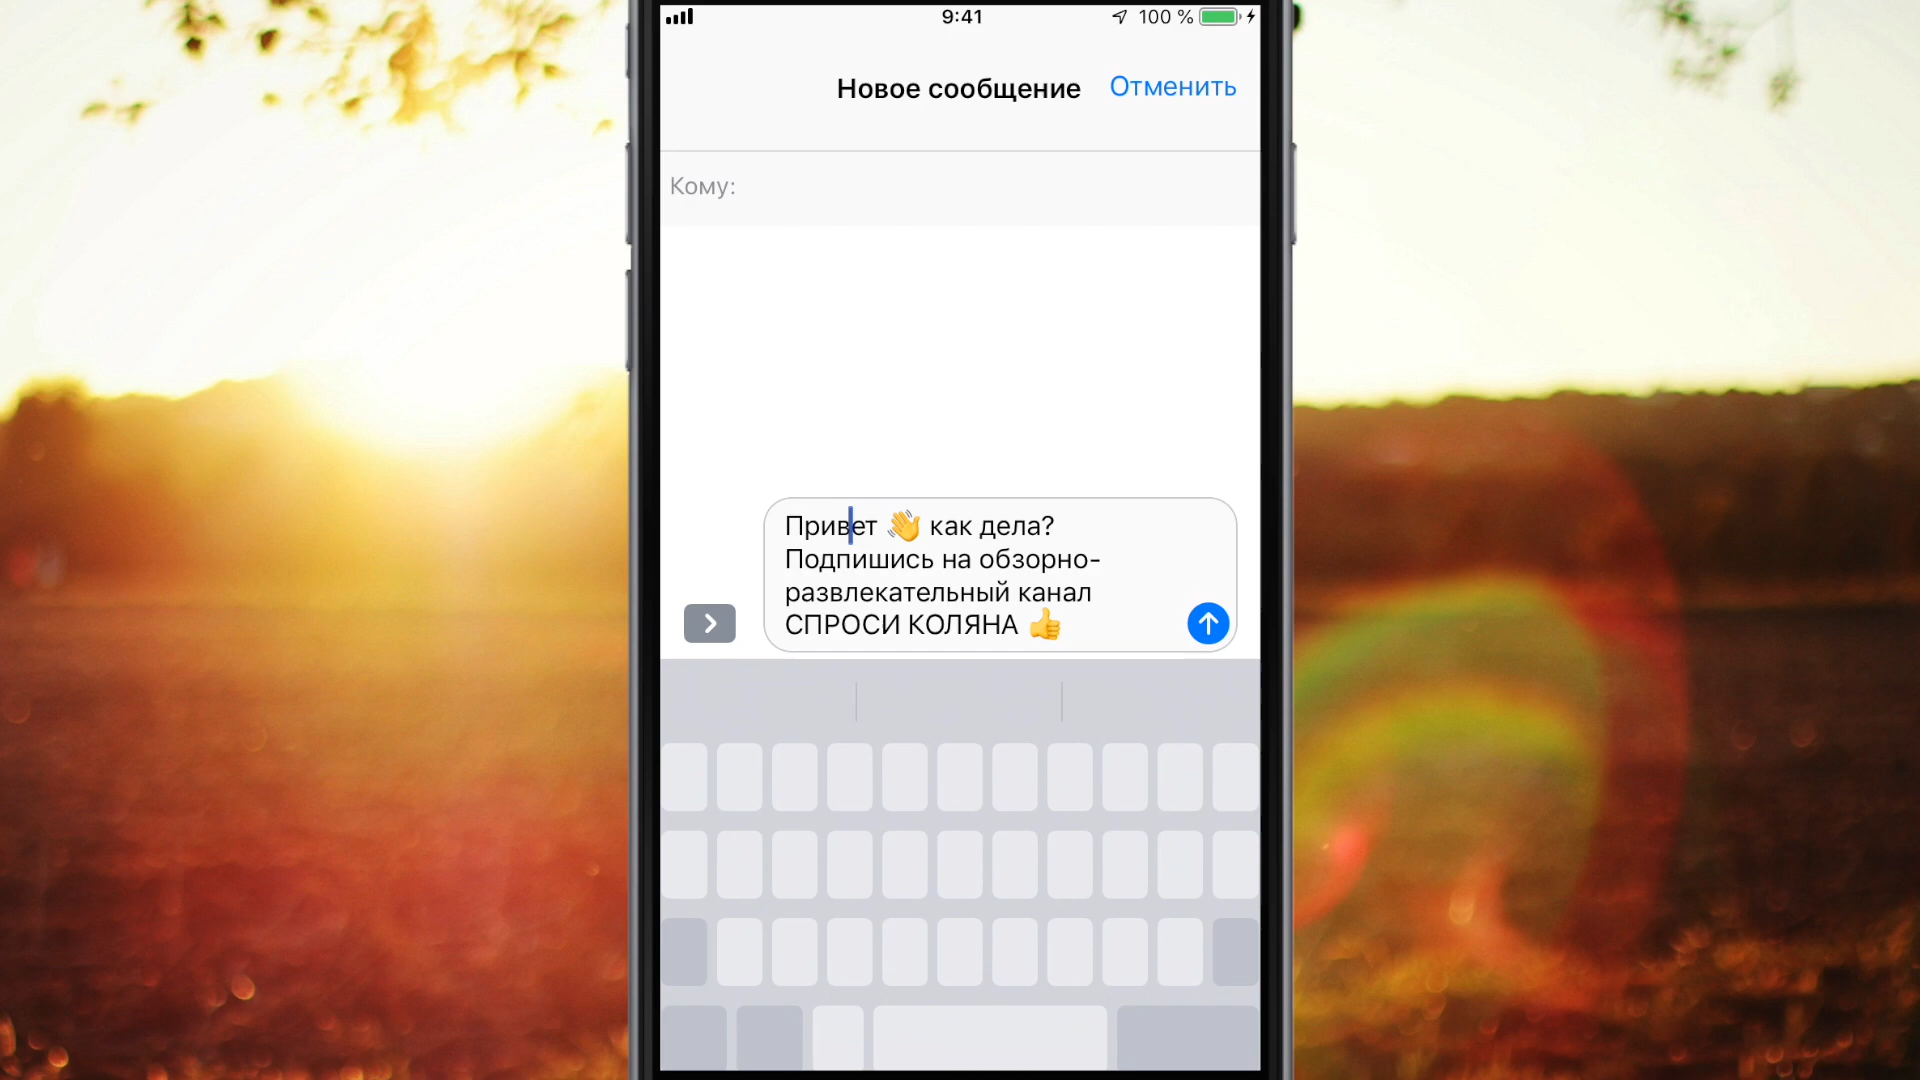 9:41
100 %
Новое сообщение
Отменить
Кому:
Привет 👋 как дела?
Подпишись на обзорно-
развлекательный канал
СПРОСИ КОЛЯНА 👍